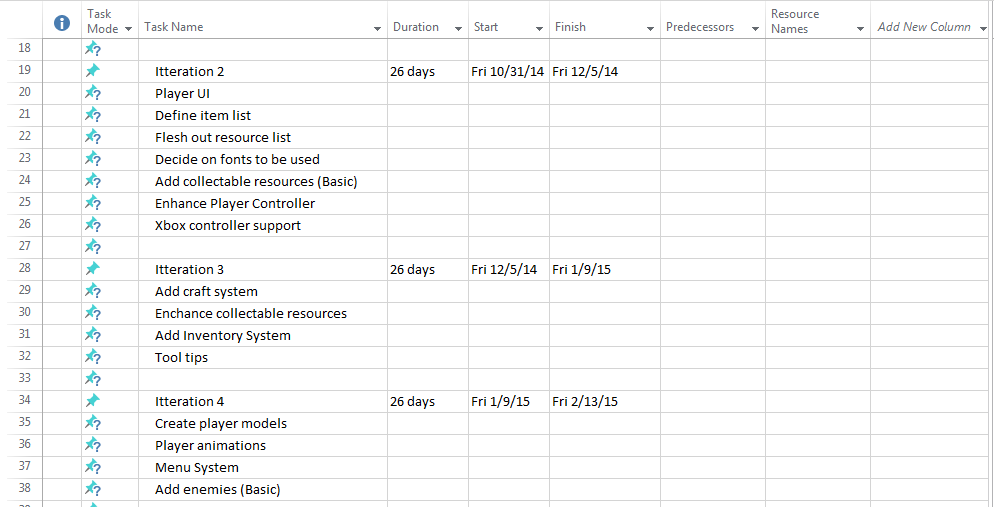 Task Mode Task Name Duration Start Finish Predecessors Resource Names Add New Column
18
19 Itteration 2 26 days Fri 10/31/14 Fri 12/5/14
20 Player UI
21 Define item list
22 Flesh out resource list
23 Decide on fonts to be used
24 Add collectable resources (Basic)
25 Enhance Player Controller
26 Xbox controller support
27
28 Itteration 3 26 days Fri 12/5/14 Fri 1/9/15
29 Add craft system
30 Enchance collectable resources
31 Add Inventory System
32 Tool tips
33
34 Itteration 4 26 days Fri 1/9/15 Fri 2/13/15
35 Create player models
36 Player animations
37 Menu System
38 Add enemies (Basic)